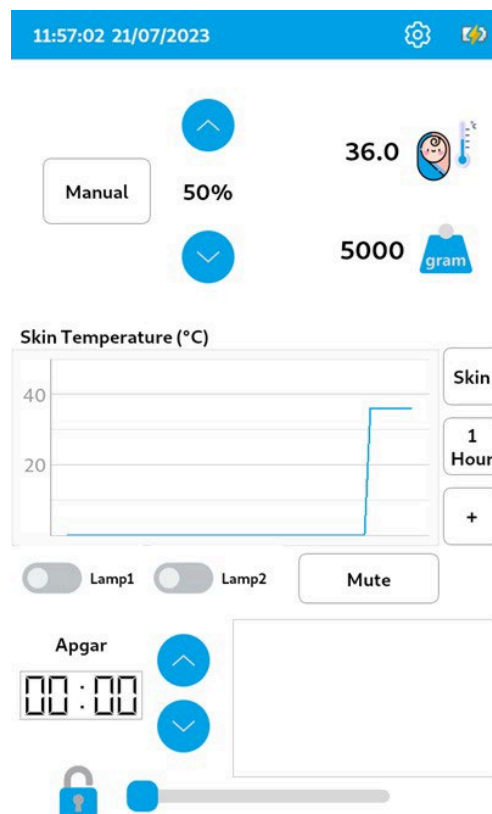 11:57:02 21/07/2023
Manual
50%
36.0
°C
5000
gram
Skin Temperature (°C)
40
20
Skin
1
Hour
+
Lamp1
Lamp2
Mute
Apgar
00:00